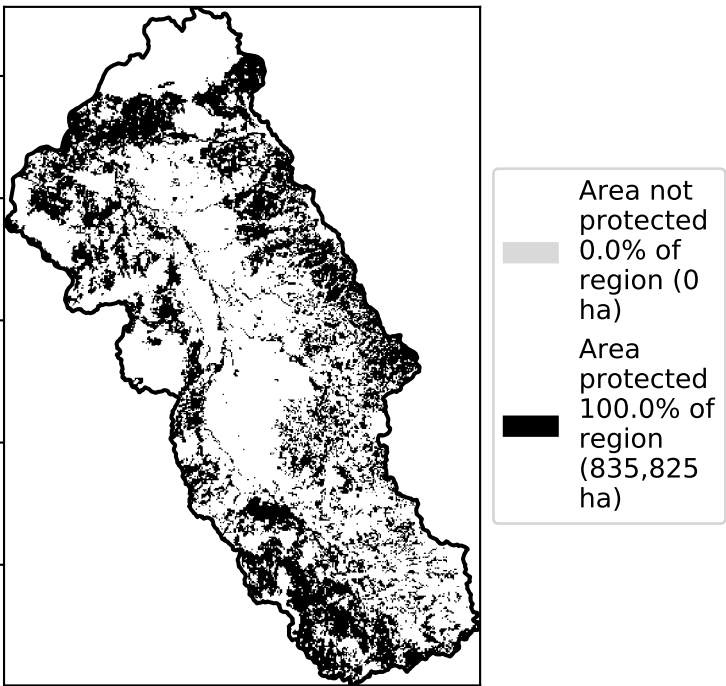 Area not
protected
0.0% of
region (0
ha)
Area
protected
100.0% of
region
(835,825
ha)